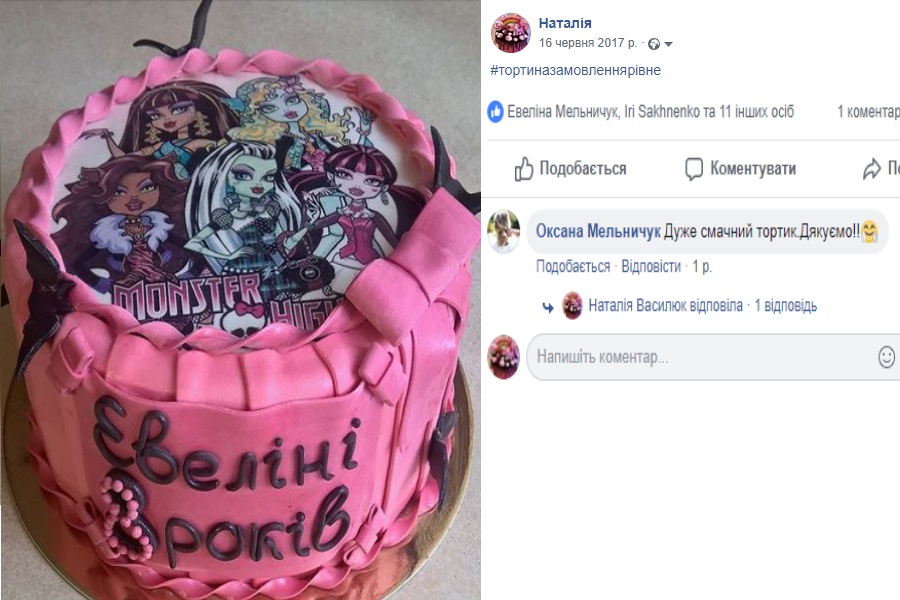 MONSTER
HIGH
Евеліні
8 років
Наталія
16 червня 2017 р. ·
#тортиназамовленнярівне
Евеліна Мельничук, Iri Sakhnenko та 11 інших осіб 1 коментар
Подобається Коментувати По
Оксана Мельничук Дуже смачний тортик.Дякуємо!!🤗
Подобається · Відповісти · 1 р.
Наталія Василюк відповіла · 1 відповідь
Напишіть коментар...